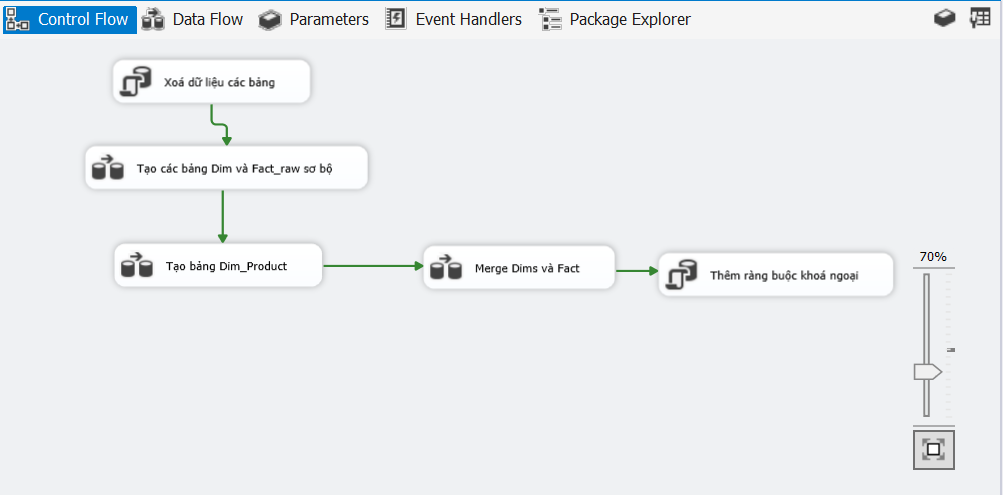 Control Flow Data Flow Parameters Event Handlers Package Explorer
Xoá dữ liệu các bảng
Tạo các bảng Dim và Fact_raw sơ bộ
Tạo bảng Dim_Product
Merge Dims và Fact
Thêm ràng buộc khoá ngoại
70%